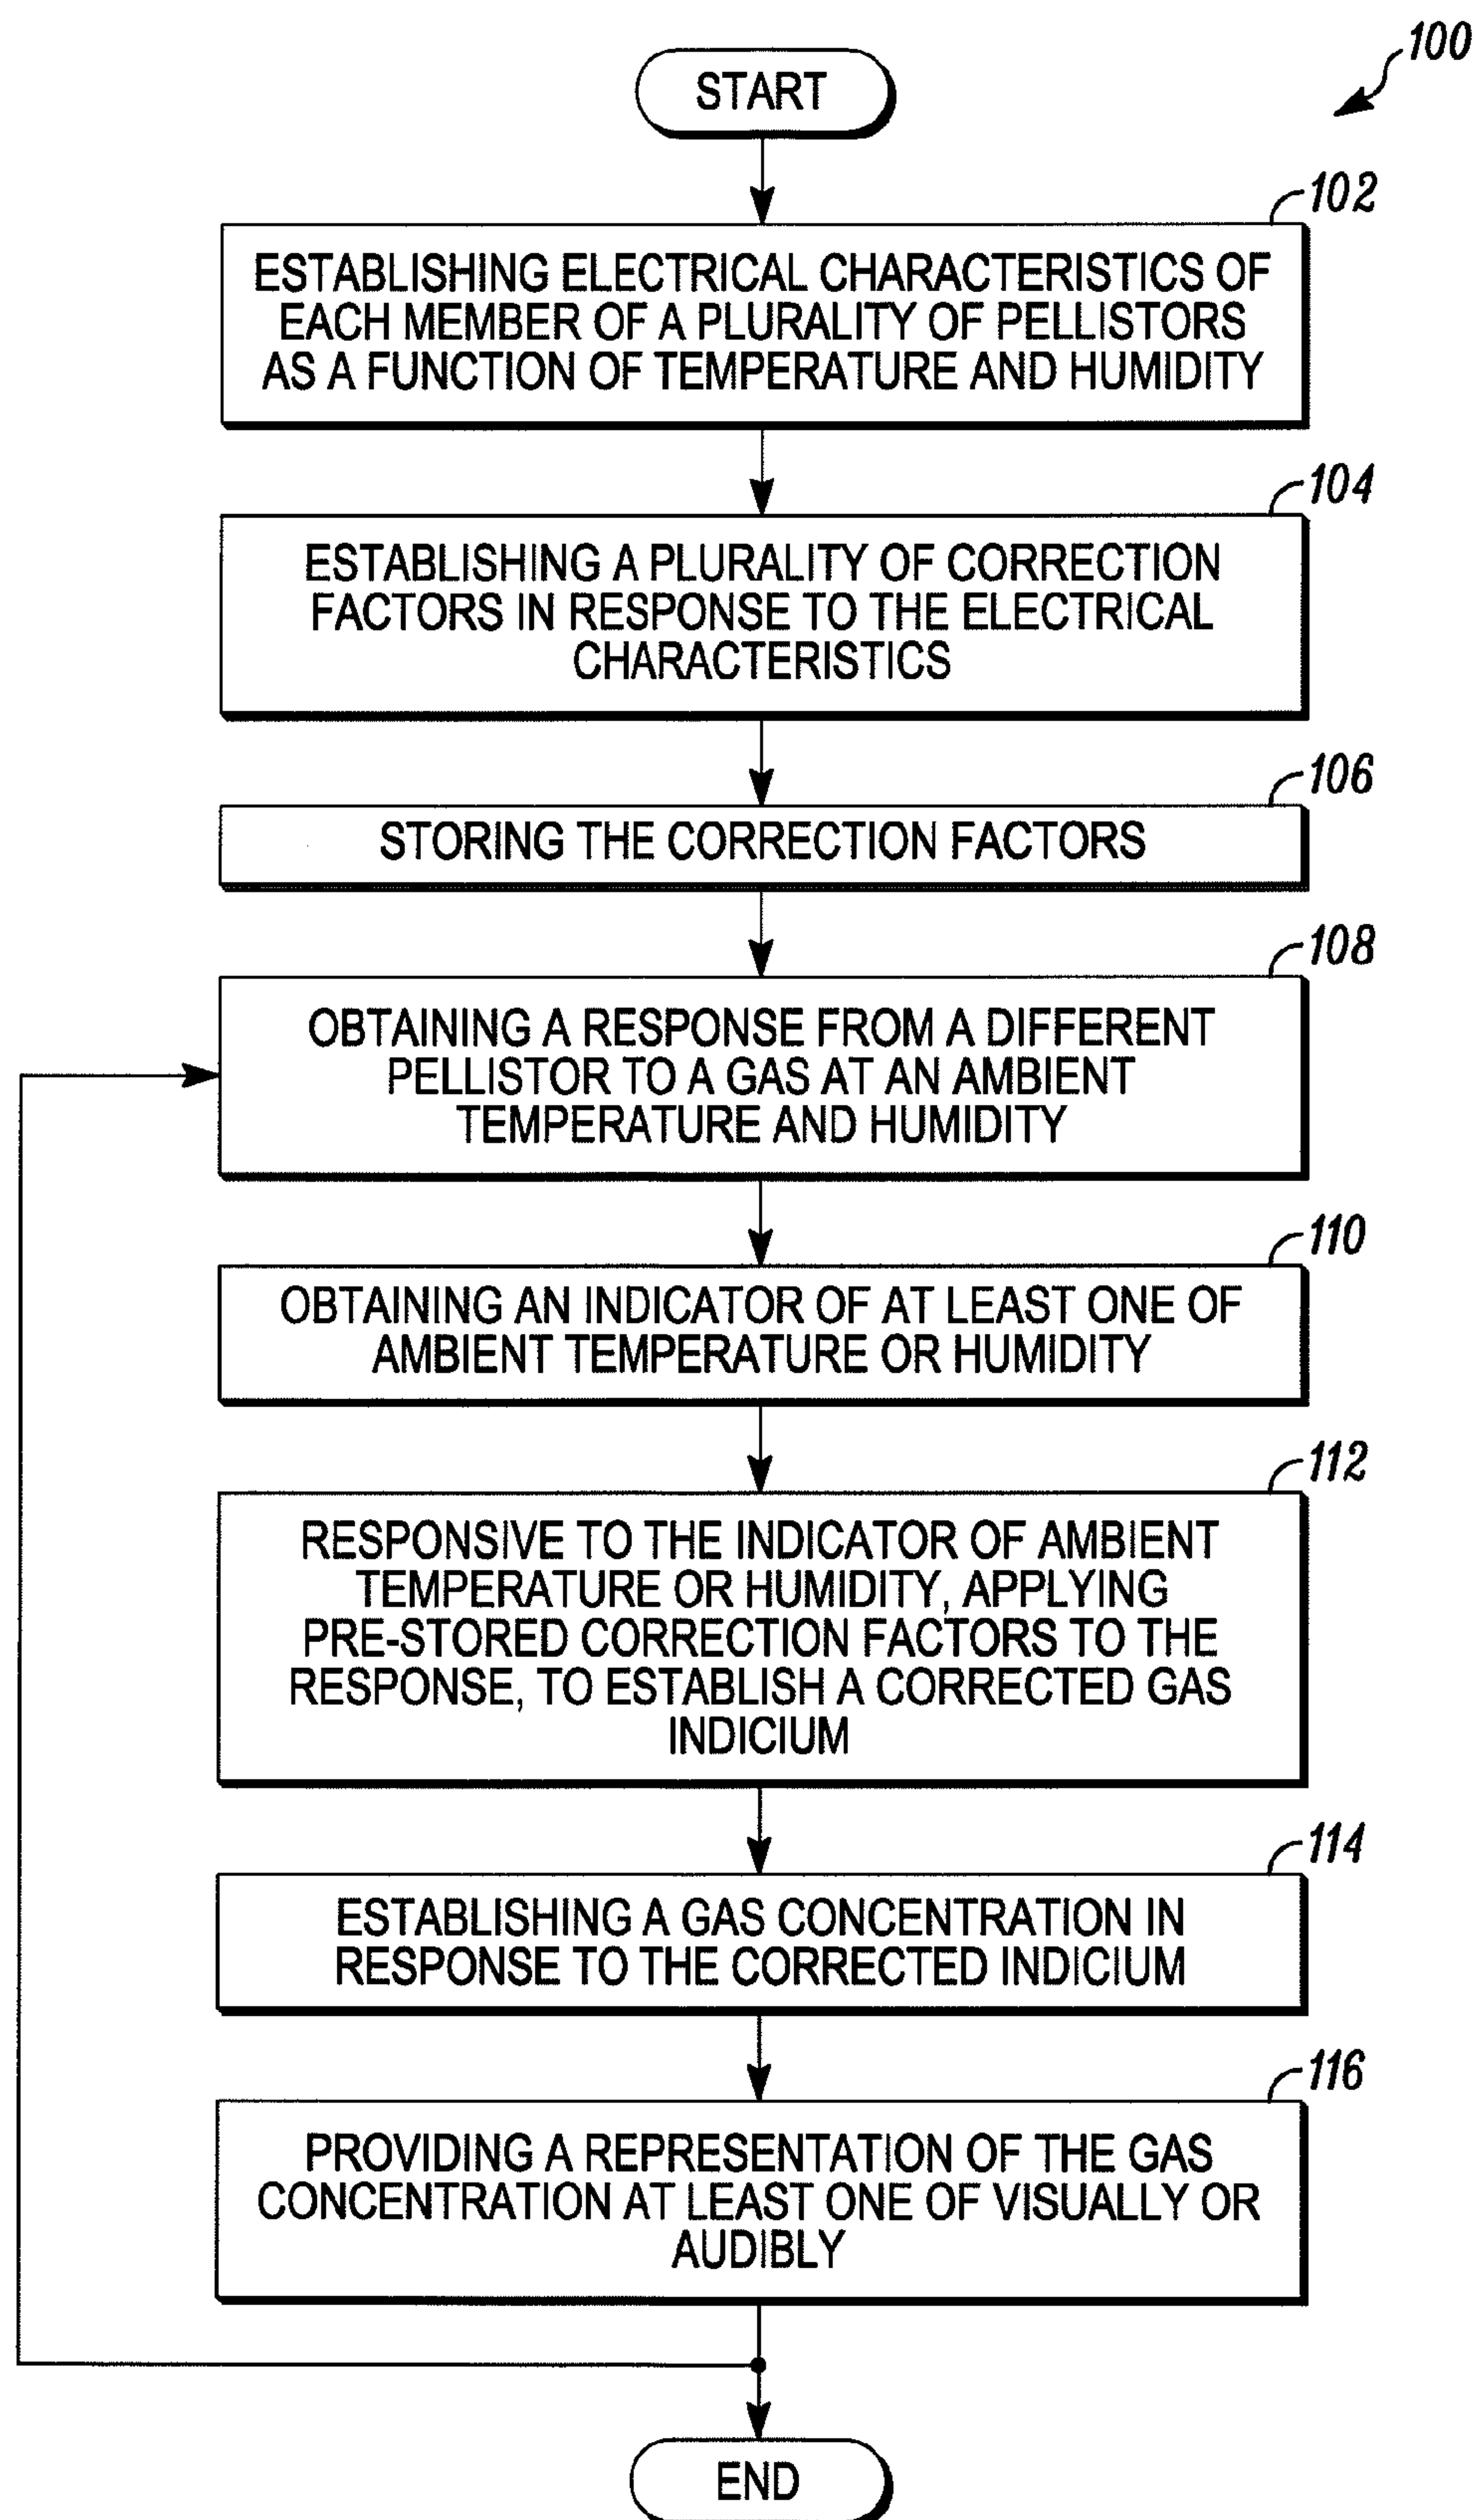 100
START
102
ESTABLISHING ELECTRICAL CHARACTERISTICS OF
EACH MEMBER OF A PLURALITY OF PELLISTORS
AS A FUNCTION OF TEMPERATURE AND HUMIDITY
104
ESTABLISHING A PLURALITY OF CORRECTION
FACTORS IN RESPONSE TO THE ELECTRICAL
CHARACTERISTICS
106
STORING THE CORRECTION FACTORS
108
OBTAINING A RESPONSE FROM A DIFFERENT
PELLISTOR TO A GAS AT AN AMBIENT
TEMPERATURE AND HUMIDITY
110
OBTAINING AN INDICATOR OF AT LEAST ONE OF
AMBIENT TEMPERATURE OR HUMIDITY
112
RESPONSIVE TO THE INDICATOR OF AMBIENT
TEMPERATURE OR HUMIDITY, APPLYING
PRE-STORED CORRECTION FACTORS TO THE
RESPONSE, TO ESTABLISH A CORRECTED GAS
INDICIUM
114
ESTABLISHING A GAS CONCENTRATION IN
RESPONSE TO THE CORRECTED INDICIUM
116
PROVIDING A REPRESENTATION OF THE GAS
CONCENTRATION AT LEAST ONE OF VISUALLY OR
AUDIBLY
END